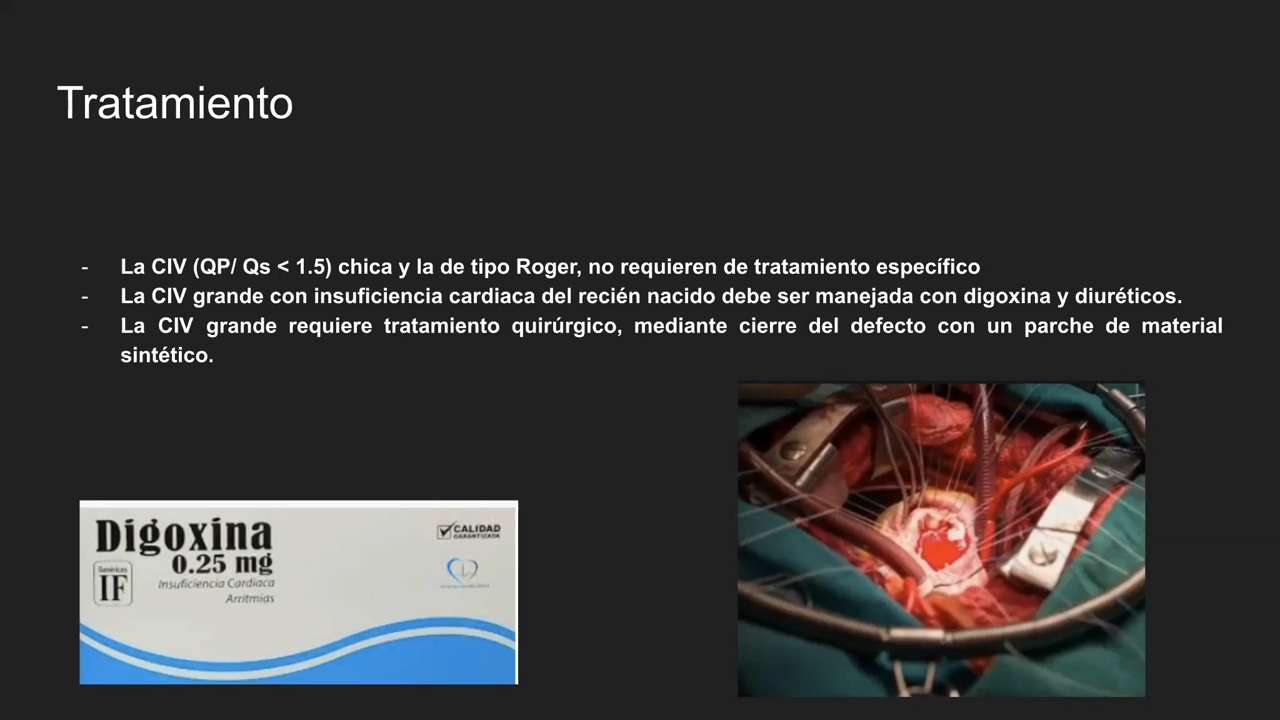 Tratamiento
- La CIV (QP/ Qs < 1.5) chica y la de tipo Roger, no requieren de tratamiento específico
- La CIV grande con insuficiencia cardiaca del recién nacido debe ser manejada con digoxina y diuréticos.
- La CIV grande requiere tratamiento quirúrgico, mediante cierre del defecto con un parche de material
sintético.
Digoxina
0.25 mg
Genéricos
IF
Insuficiencia Cardiaca
Arritmias
CALIDAD
GARANTIZADA